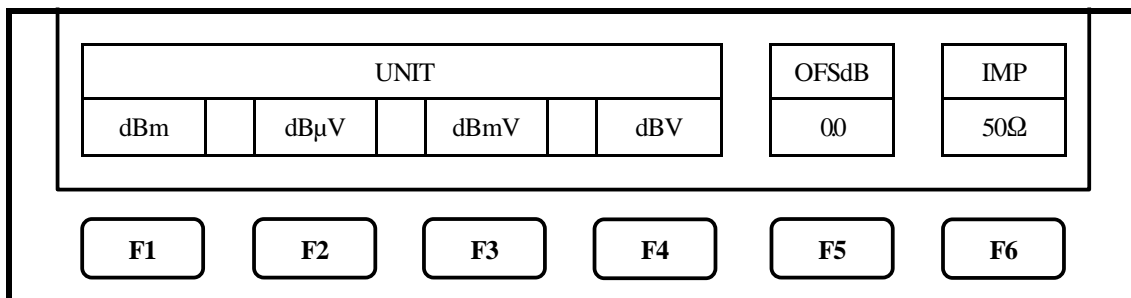 UNIT OFSdB IMP
dBm dBµV dBmV dBV 0.0 50Ω
F1 F2 F3 F4 F5 F6